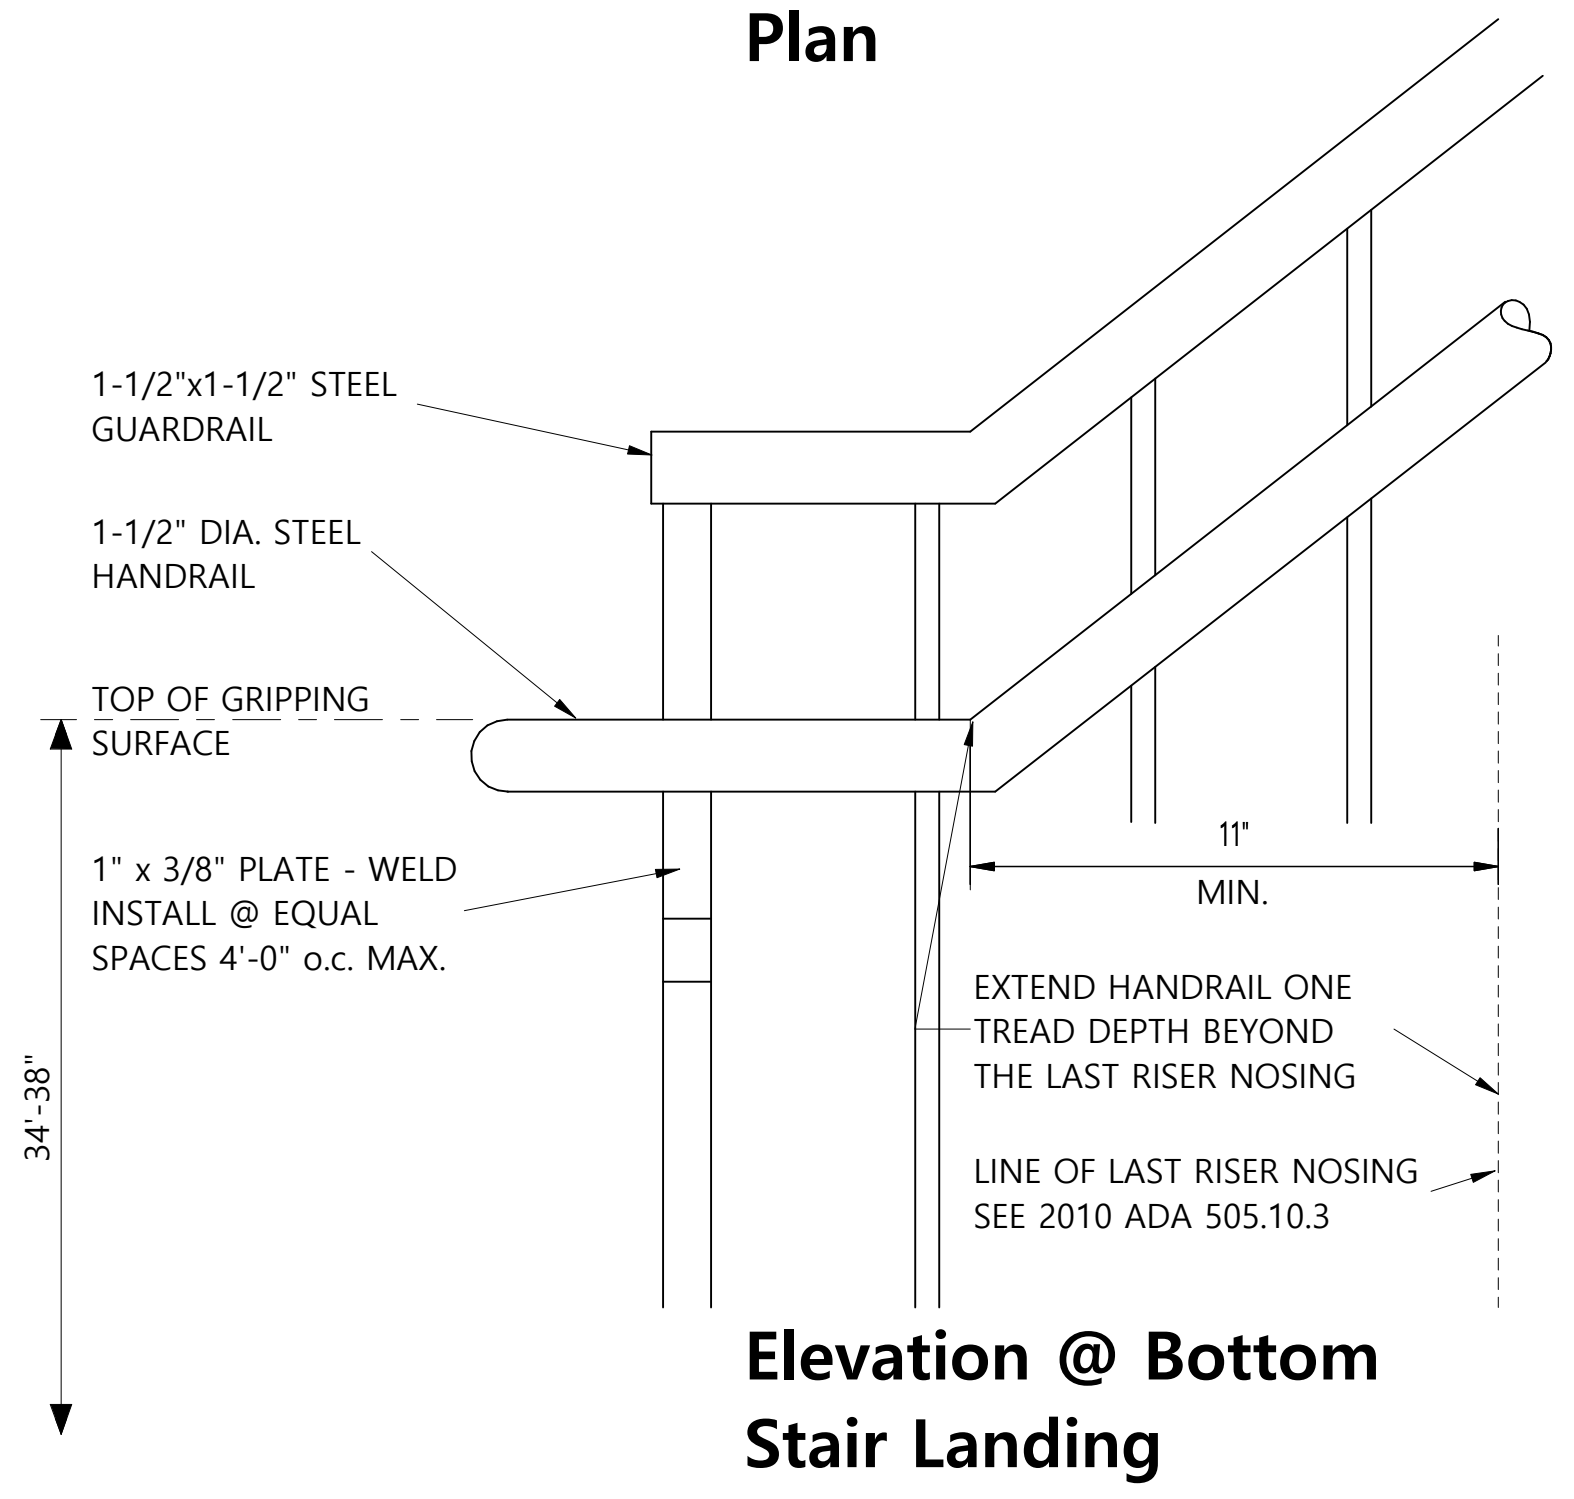 Plan
1-1/2"x1-1/2" STEEL
GUARDRAIL
1-1/2" DIA. STEEL
HANDRAIL
TOP OF GRIPPING
SURFACE
1" x 3/8" PLATE - WELD
INSTALL @ EQUAL
SPACES 4'-0" o.c. MAX.
34'-38"
11"
MIN.
EXTEND HANDRAIL ONE
TREAD DEPTH BEYOND
THE LAST RISER NOSING
LINE OF LAST RISER NOSING
SEE 2010 ADA 505.10.3
Elevation @ Bottom
Stair Landing